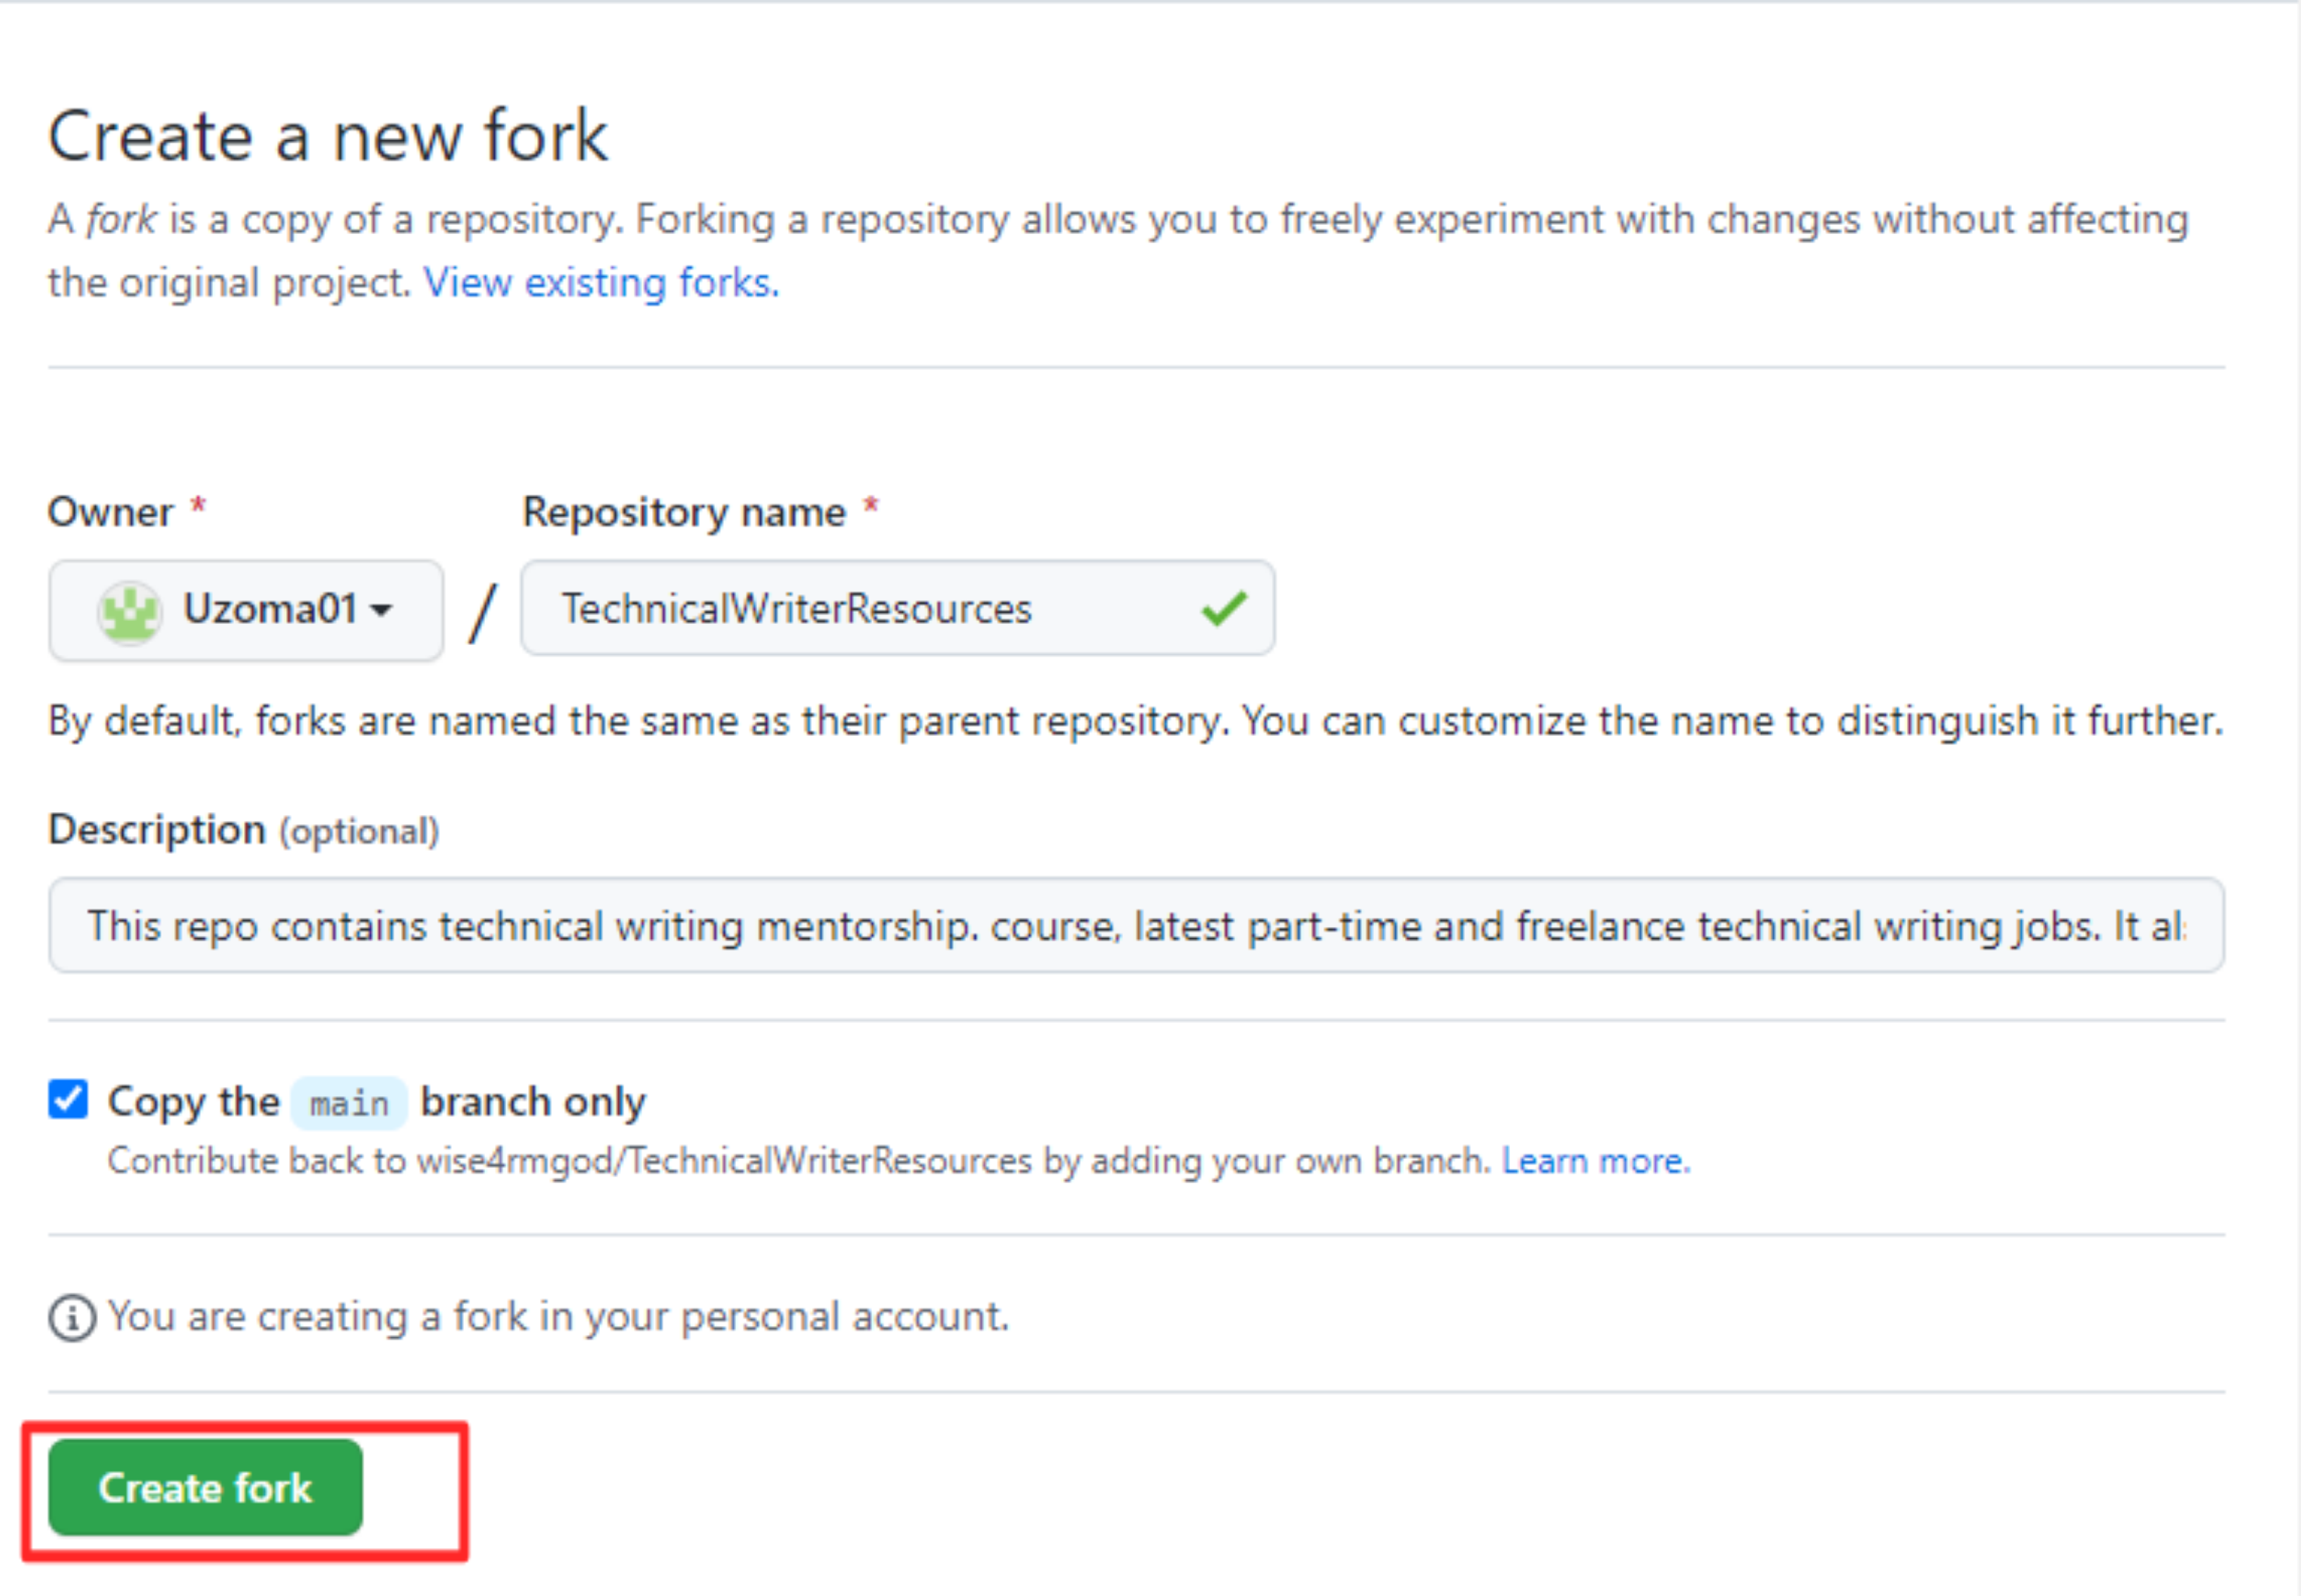 Create a new fork
A fork is a copy of a repository. Forking a repository allows you to freely experiment with changes without affecting
the original project. View existing forks.
Owner * Repository name *
Uzoma01 / TechnicalWriterResources
By default, forks are named the same as their parent repository. You can customize the name to distinguish it further.
Description (optional)
This repo contains technical writing mentorship. course, latest part-time and freelance technical writing jobs. It
Copy the main branch only
Contribute back to wise4rmgod/TechnicalWriterResources by adding your own branch. Learn more.
You are creating a fork in your personal account.
Create fork